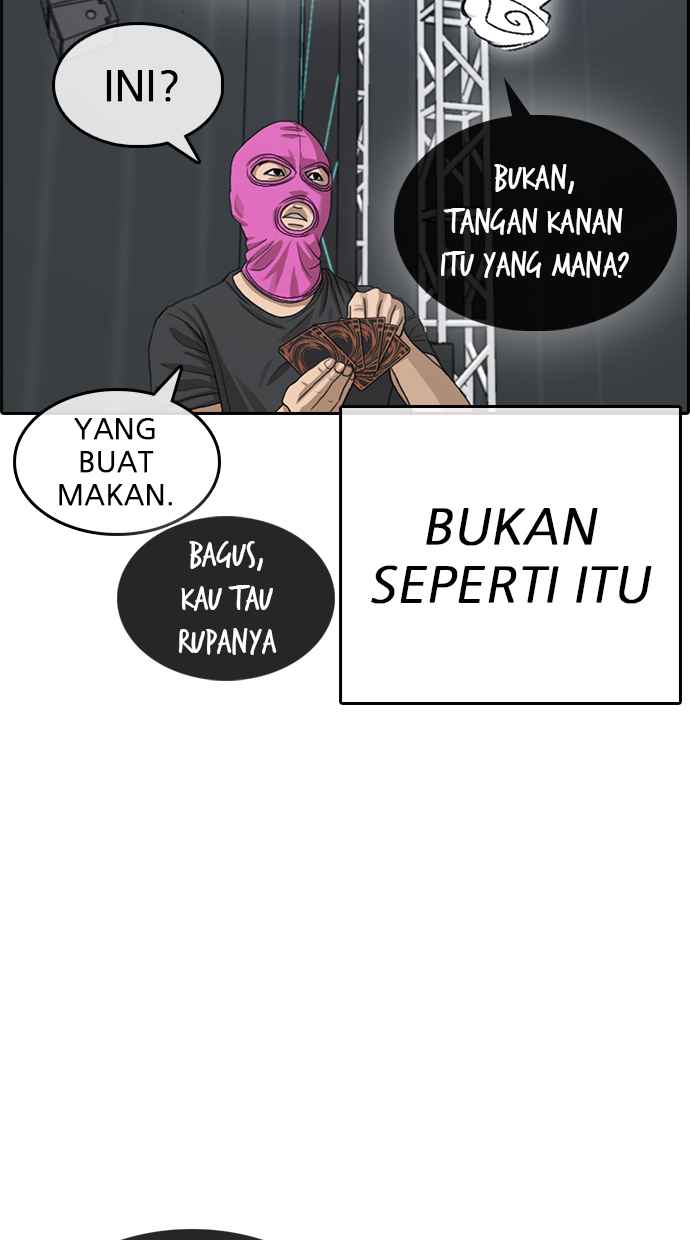 INI?
BUKAN,
TANGAN KANAN
ITU YANG MANA?
YANG
BUAT
MAKAN.
BAGUS,
KAU TAU
RUPANYA
BUKAN
SEPERTI ITU